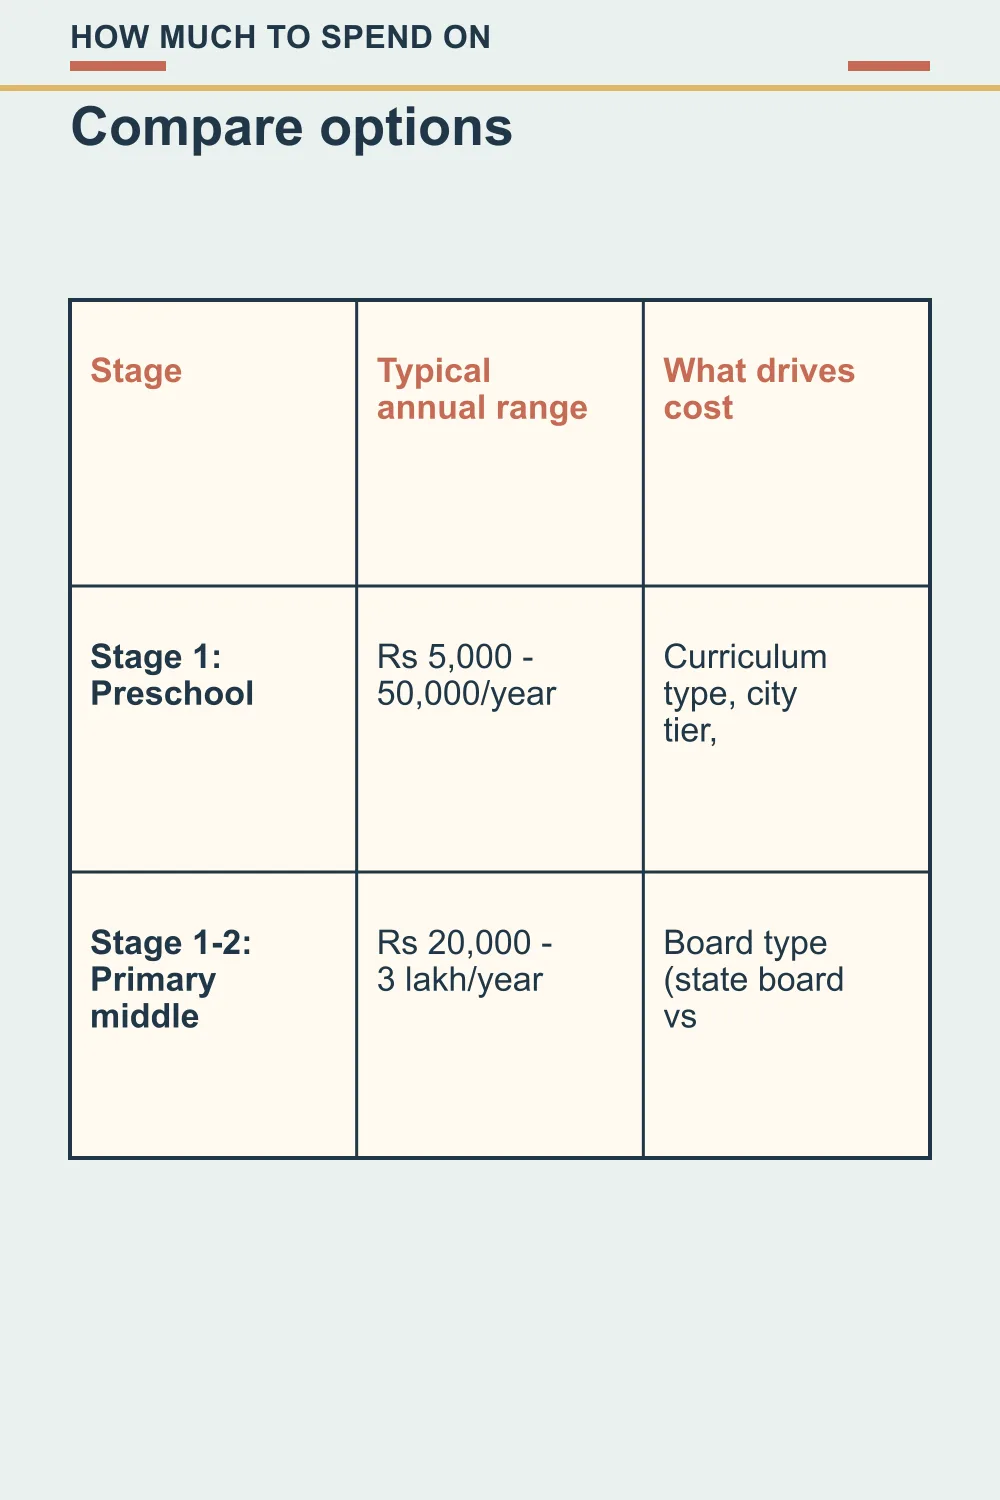 HOW MUCH TO SPEND ON
Compare options
Stage
Typical
annual range
What drives
cost
Stage 1:
Preschool
Rs 5,000 -
50,000/year
Curriculum
type, city
tier,
Stage 1-2:
Primary
middle
Rs 20,000 -
3 lakh/year
Board type
(state board
vs